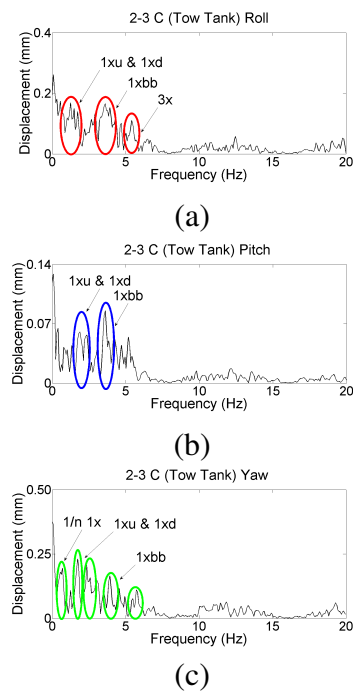 2-3 C (Tow Tank) Roll
0.4
1xu & 1xd
1xbb
0.2
3x
Displacement (mm)
0
0
5
10
15
20
Frequency (Hz)
(a)
2-3 C (Tow Tank) Pitch
0.14
1xu & 1xd
1xbb
0.07
Displacement (mm)
0
0
5
10
15
20
Frequency (Hz)
(b)
2-3 C (Tow Tank) Yaw
0.50
1/n 1x
1xu & 1xd
0.25
1xbb
Displacement (mm)
0
0
5
10
15
20
Frequency (Hz)
(c)